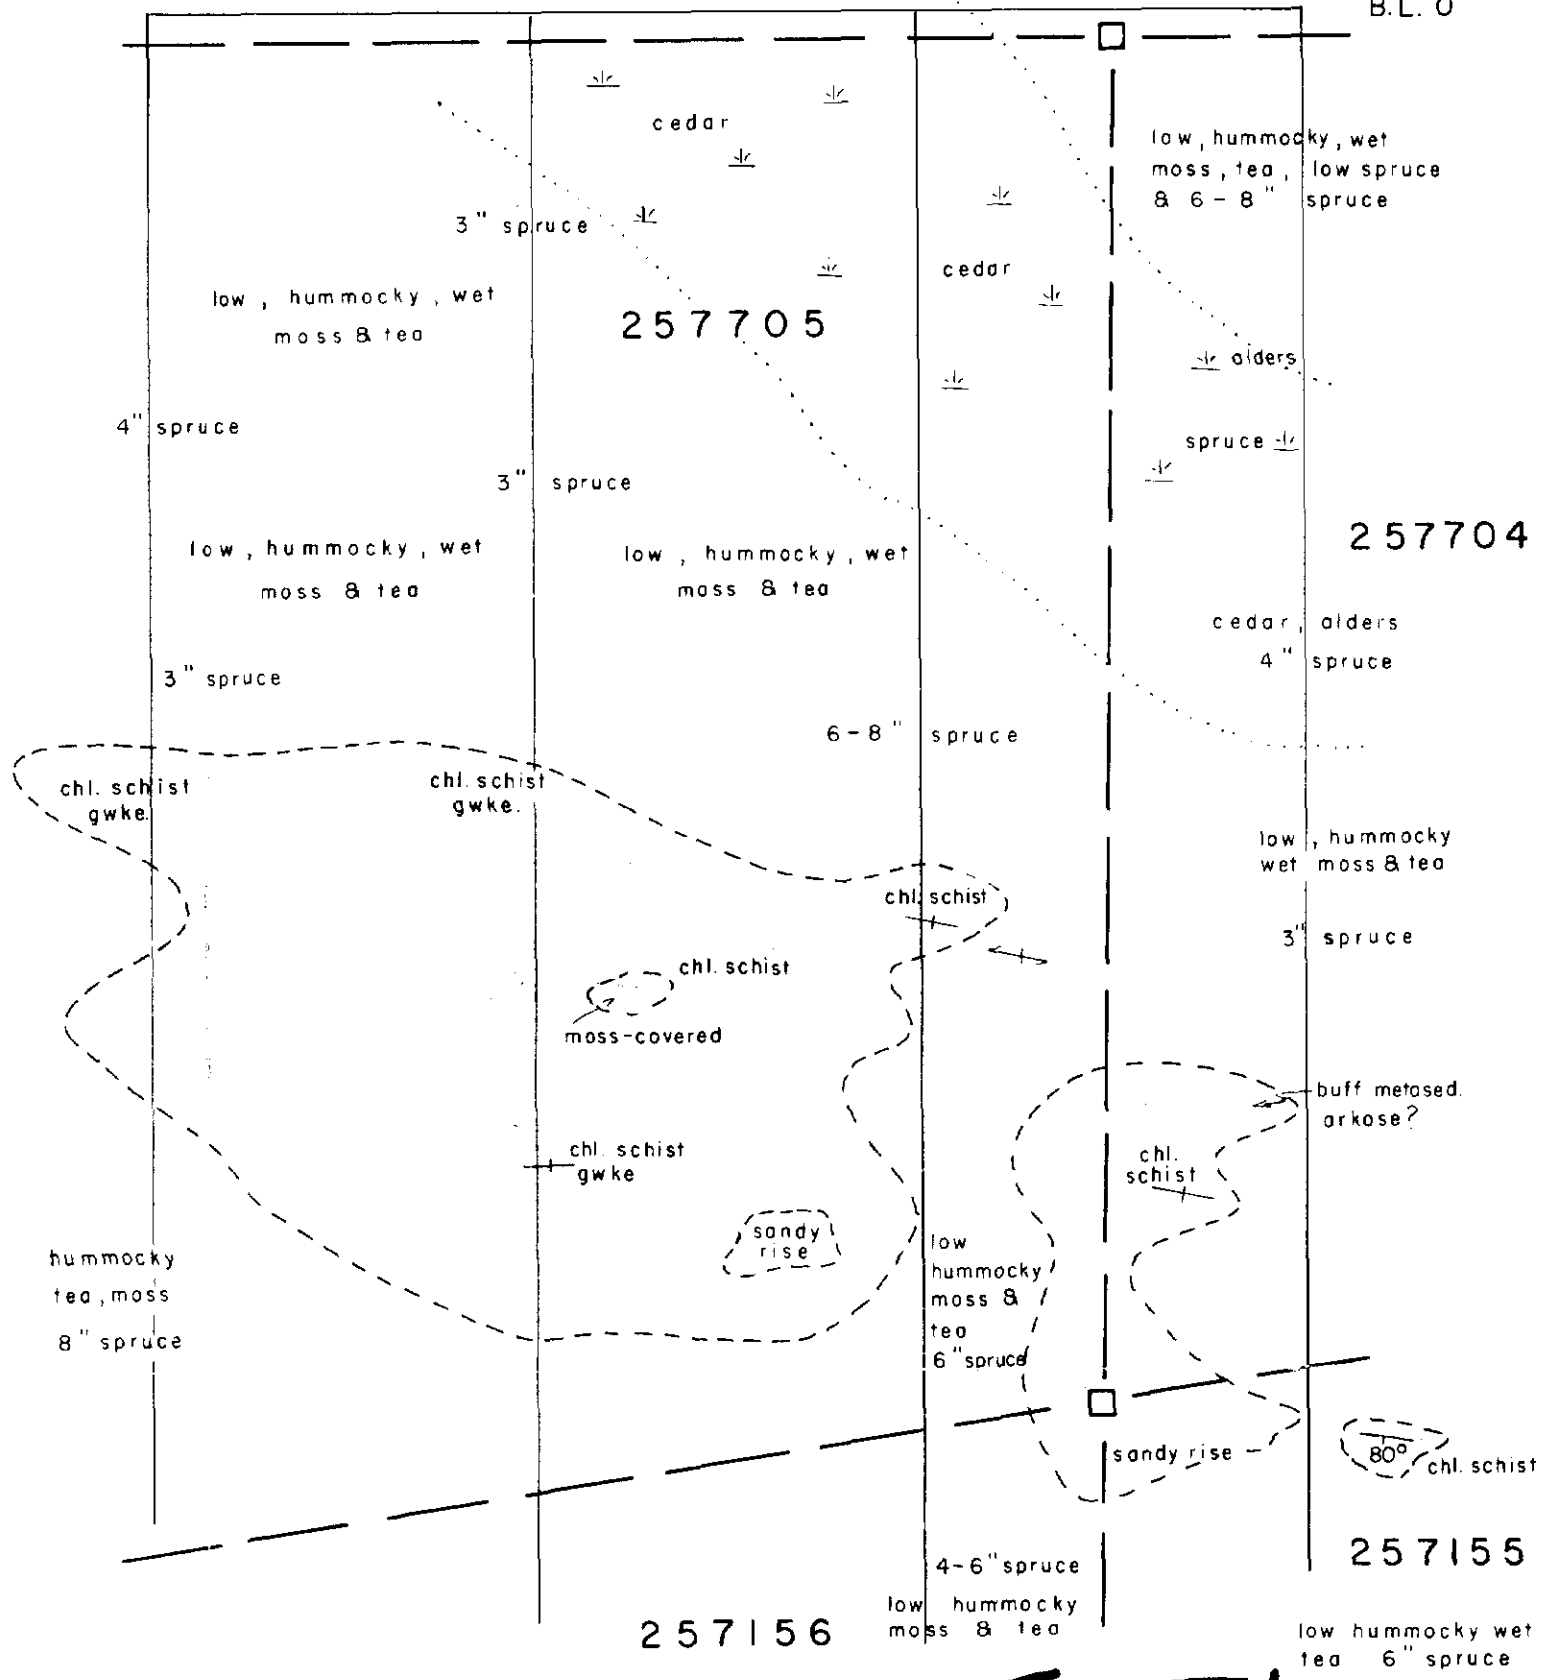 B.L. 0
cedar
low, hummocky, wet
moss, tea, low spruce
& 6-8" spruce
3" spruce
cedar
low, hummocky, wet
moss & tea
257705
alders
4" spruce
spruce
3" spruce
257704
low, hummocky, wet
moss & tea
low, hummocky, wet
moss & tea
cedar, alders
4" spruce
3" spruce
6-8" spruce
chl. schist
gwke.
chl. schist
gwke.
low, hummocky
wet moss & tea
chl. schist
3" spruce
chl. schist
moss-covered
buff metased.
arkose?
chl. schist
gwke
chl.
schist
sandy
rise
hummocky
tea, moss
8" spruce
low
hummocky
moss &
tea
6" spruce
sandy rise
80°
chl. schist
257155
4-6" spruce
low hummocky
moss & tea
257156
low hummocky wet
tea 6" spruce